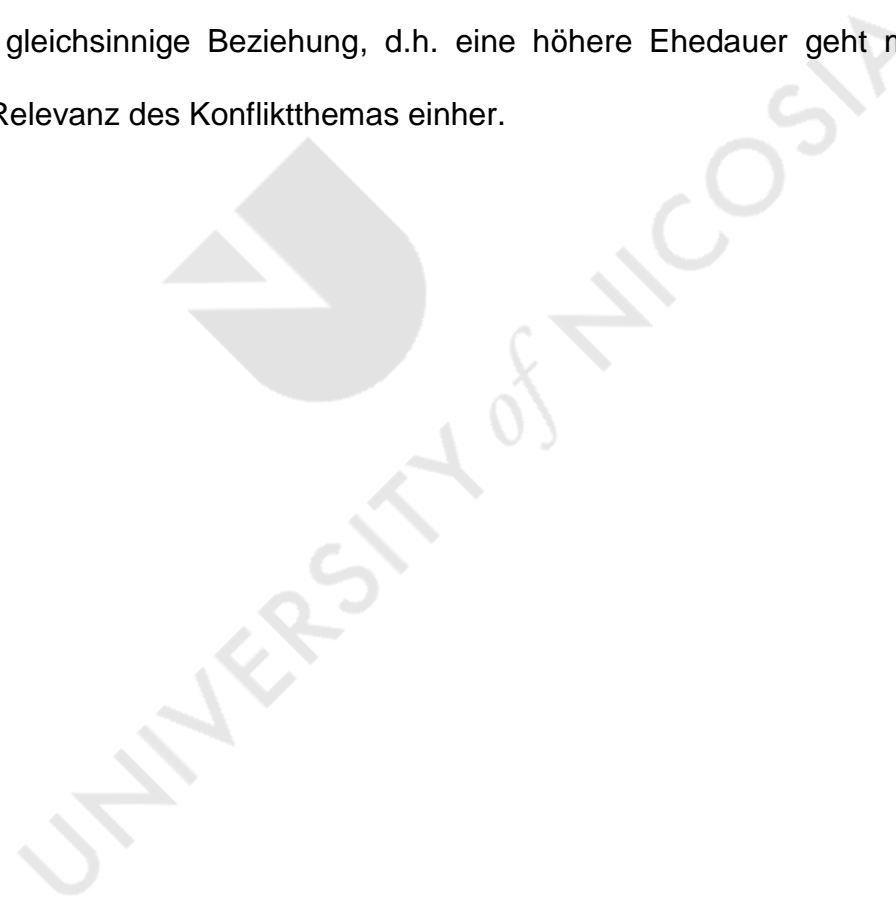 gleichsinnige Beziehung, d.h. eine höhere Ehedauer geht
Relevanz des Konfliktthemas einher.
UNIVERSITY of NICOSIA